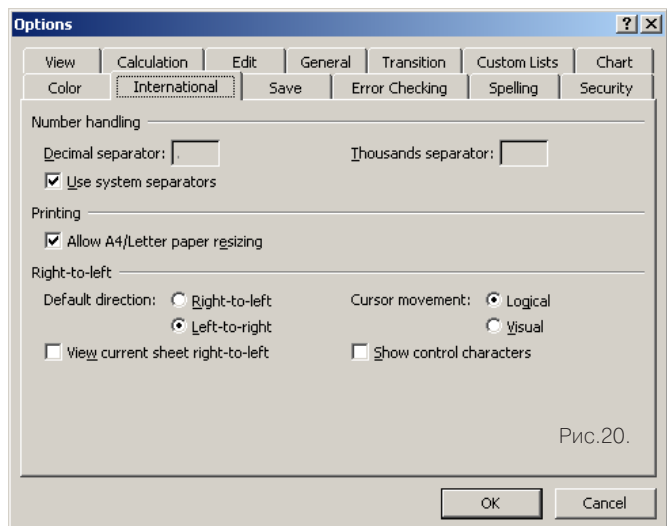 Options
View Calculation Edit General Transition Custom Lists Chart
Color International Save Error Checking Spelling Security
Number handling
Decimal separator: . Thousands separator:
Use system separators
Printing
Allow A4/Letter paper resizing
Right-to-left
Default direction: Right-to-left Cursor movement: Logical
Left-to-right Visual
View current sheet right-to-left Show control characters
Рис.20.
OK Cancel